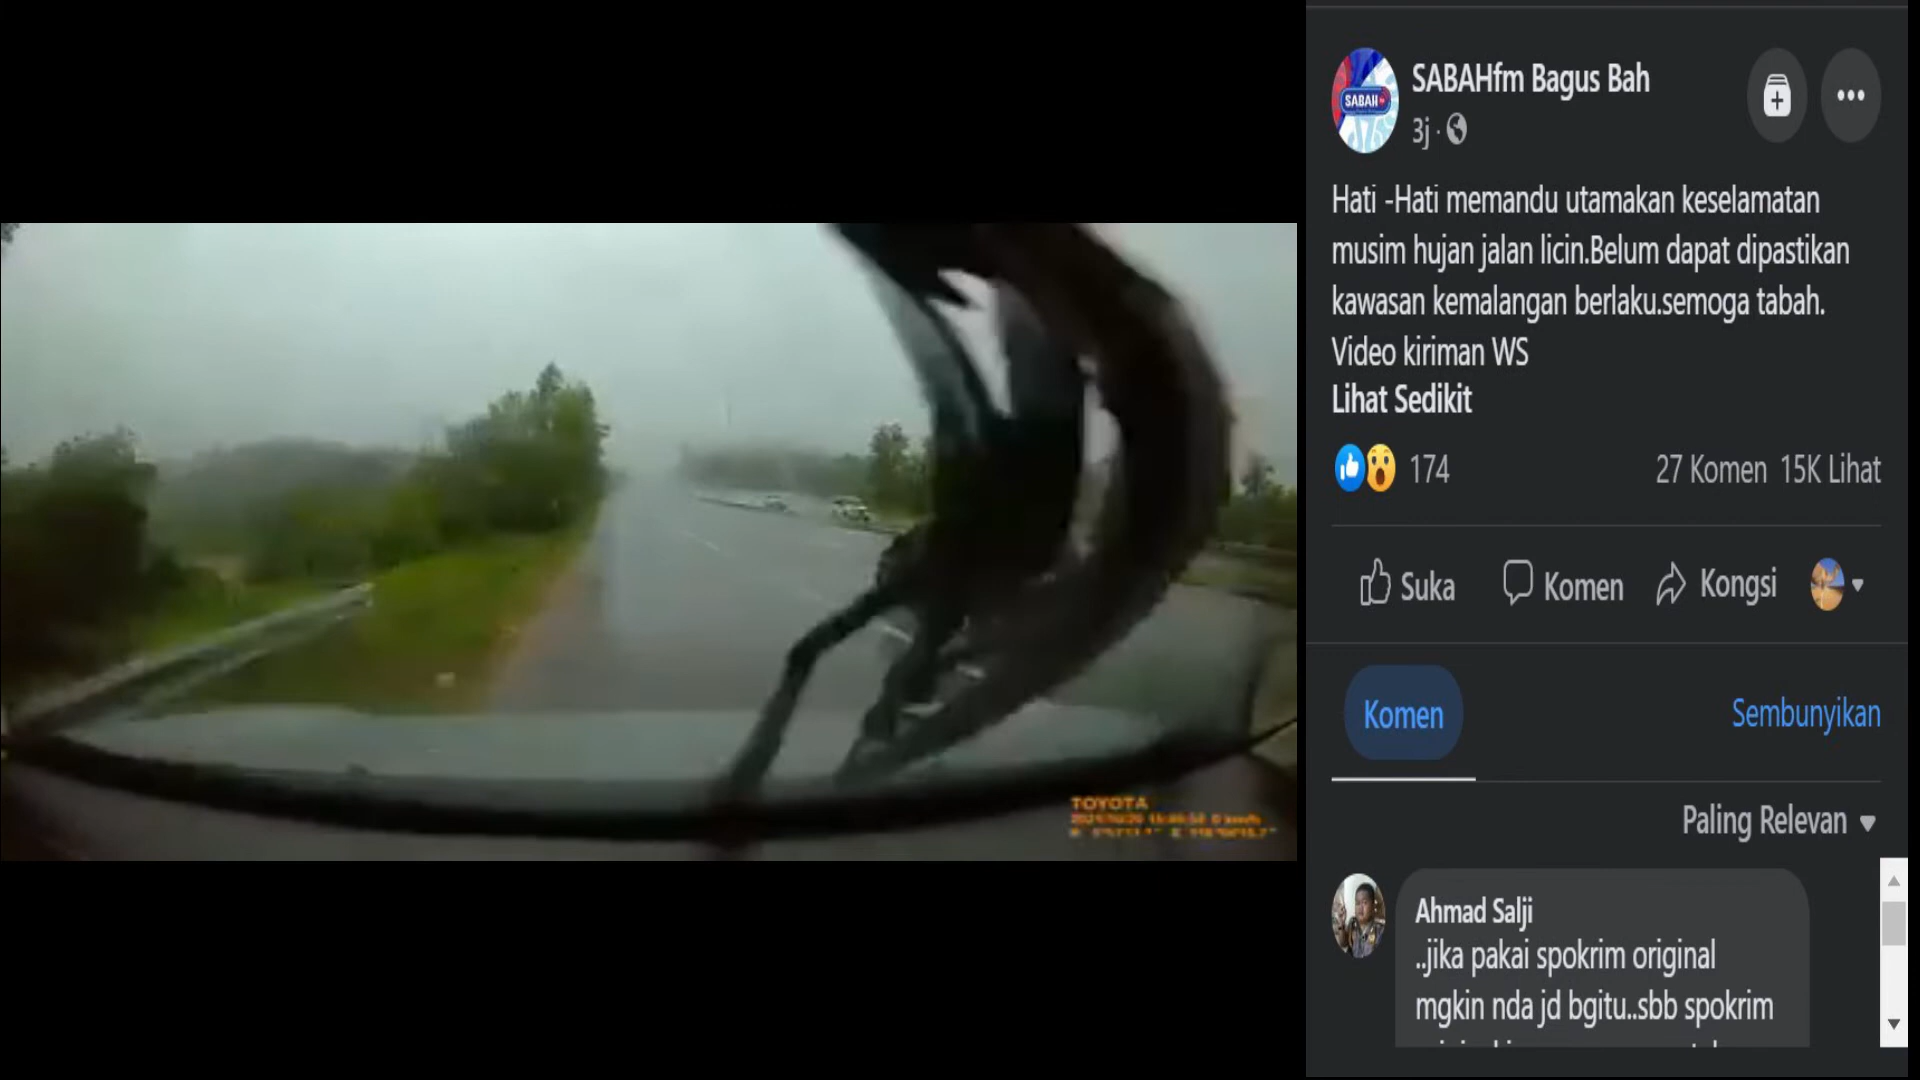 SABAHfm Bagus Bah
SABAH
3j ·
Hati -Hati memandu utamakan keselamatan
musim hujan jalan licin.Belum dapat dipastikan
kawasan kemalangan berlaku.semoga tabah.
Video kiriman WS
Lihat Sedikit
174
27 Komen 15K Lihat
Suka
Komen
Kongsi
Komen
Sembunyikan
Paling Relevan
Ahmad Salji
..jika pakai spokrim original
mgkin nda jd bgitu..sbb spokrim
TOYOTA